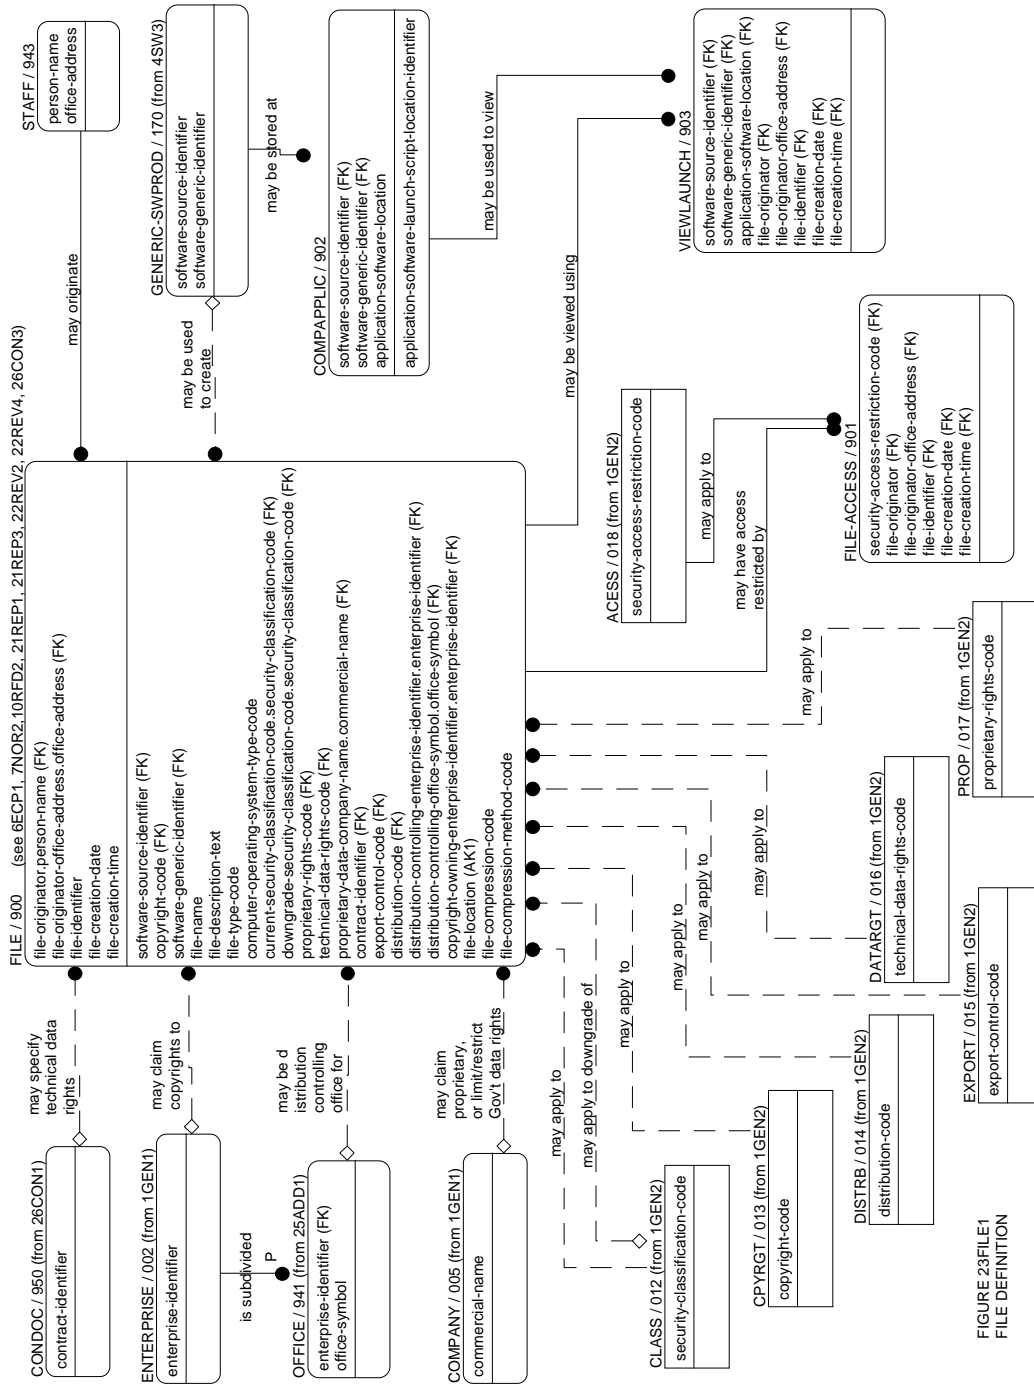 FILE / 900 (see 6ECP1, 7NOR2,10RFD2, 21REP1, 21REP3, 22REV2, 22REV4, 26CON3)
file-originator.person-name (FK)
file-originator-office-address.office-address (FK)
file-identifier
file-creation-date
file-creation-time
software-source-identifier (FK)
copyright-code (FK)
software-generic-identifier (FK)
file-name
file-description-text
file-type-code
computer-operating-system-type-code
current-security-classification-code.security-classification-code (FK)
downgrade-security-classification-code.security-classification-code (FK)
proprietary-rights-code (FK)
technical-data-rights-code (FK)
proprietary-data-company-name.commercial-name (FK)
contract-identifier (FK)
export-control-code (FK)
distribution-code (FK)
distribution-controlling-enterprise-identifier.enterprise-identifier (FK)
distribution-controlling-office-symbol.office-symbol (FK)
copyright-owning-enterprise-identifier.enterprise-identifier (FK)
file-location (AK1)
file-compression-code
file-compression-method-code
STAFF / 943
person-name
office-address
may originate
GENERIC-SWPROD / 170 (from 4SW3)
software-source-identifier
software-generic-identifier
may be used
to create
may be stored at
COMPAPPLIC / 902
software-source-identifier (FK)
software-generic-identifier (FK)
application-software-location
application-software-launch-script-location-identifier
may be used to view
may be viewed using
VIEWLAUNCH / 903
software-source-identifier (FK)
software-generic-identifier (FK)
application-software-location (FK)
file-originator (FK)
file-originator-office-address (FK)
file-identifier (FK)
file-creation-date (FK)
file-creation-time (FK)
ACESS / 018 (from 1GEN2)
security-access-restriction-code
may apply to
may have access
restricted by
FILE-ACCESS / 901
security-access-restriction-code (FK)
file-originator (FK)
file-originator-office-address (FK)
file-identifier (FK)
file-creation-date (FK)
file-creation-time (FK)
CONDOC / 950 (from 26CON1)
contract-identifier
may specify
technical data
rights
ENTERPRISE / 002 (from 1GEN1)
enterprise-identifier
may claim
copyrights to
is subdivided
P
OFFICE / 941 (from 25ADD1)
enterprise-identifier (FK)
office-symbol
may be d
istribution
controlling
office for
COMPANY / 005 (from 1GEN1)
commercial-name
may claim
proprietary,
or limit/restrict
Gov't data rights
CLASS / 012 (from 1GEN2)
security-classification-code
may apply to
may apply to downgrade of
CPYRGT / 013 (from 1GEN2)
copyright-code
may apply to
DISTRB / 014 (from 1GEN2)
distribution-code
may apply to
EXPORT / 015 (from 1GEN2)
export-control-code
may apply to
DATARGT / 016 (from 1GEN2)
technical-data-rights-code
may apply to
PROP / 017 (from 1GEN2)
proprietary-rights-code
may apply to
FIGURE 23FILE1
FILE DEFINITION